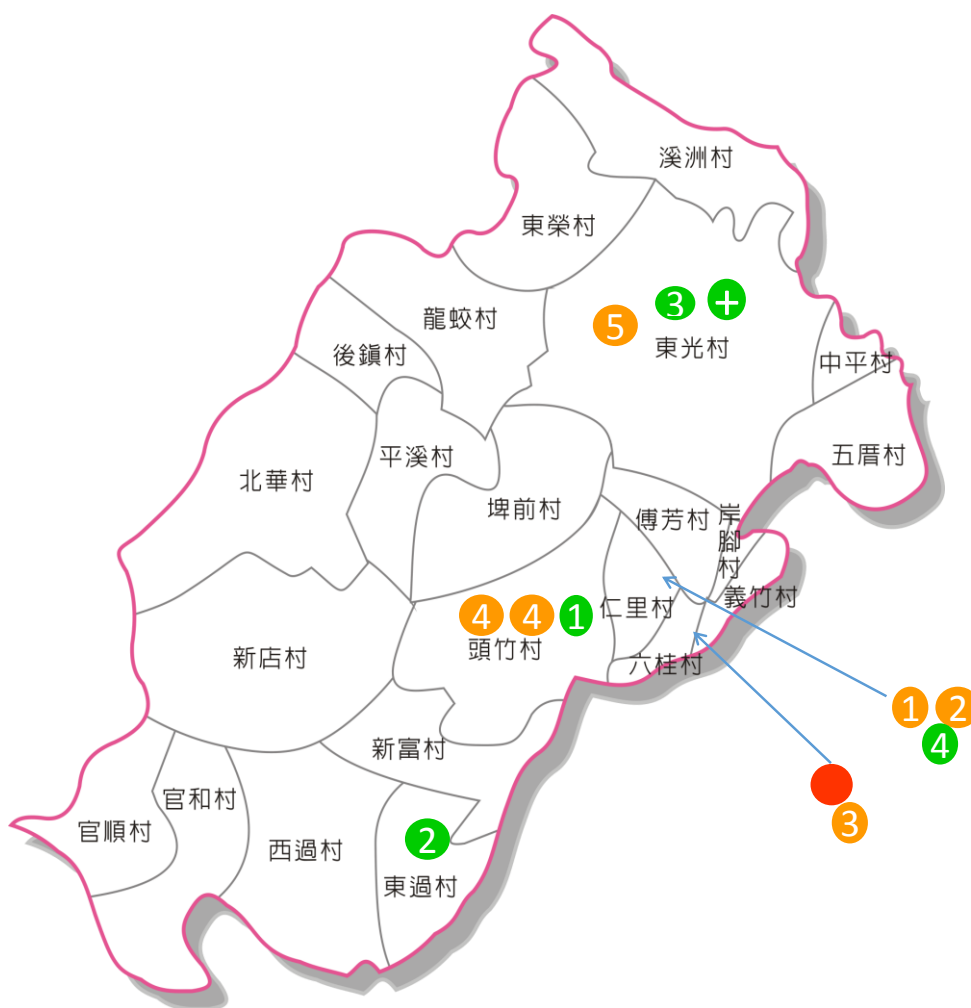 溪洲村
東榮村
龍蛟村
後鎭村
5
3
+
東光村
中平村
北華村
平溪村
埤前村
五厝村
傅芳村
岸腳村
義竹村
4
4
1
頭竹村
仁里村
新店村
六桂村
1
2
4
3
新富村
官順村
官和村
西過村
2
東過村